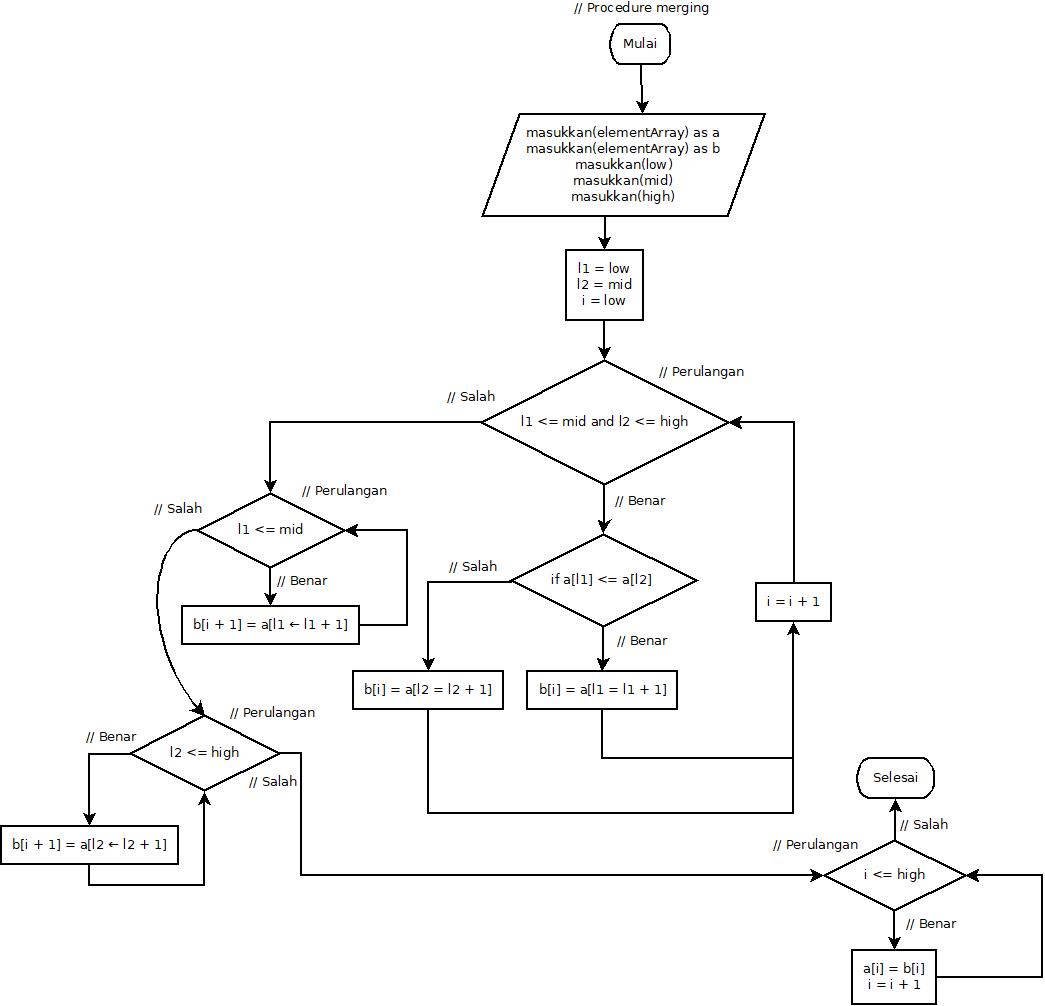 // Procedure merging
Mulai
masukkan(elementArray) as a
masukkan(elementArray) as b
masukkan(low)
masukkan(mid)
masukkan(high)
l1 = low
l2 = mid
i = low
// Perulangan
// Salah
l1 <= mid and l2 <= high
// Benar
// Perulangan
// Salah
l1 <= mid
// Benar
b[i + 1] = a[l1 ← l1 + 1]
// Salah
if a[l1] <= a[l2]
// Benar
i = i + 1
b[i] = a[l2 = l2 + 1]
b[i] = a[l1 = l1 + 1]
// Perulangan
// Benar
l2 <= high
// Salah
b[i + 1] = a[l2 ← l2 + 1]
Selesai
// Salah
// Perulangan
i <= high
// Benar
a[i] = b[i]
i = i + 1